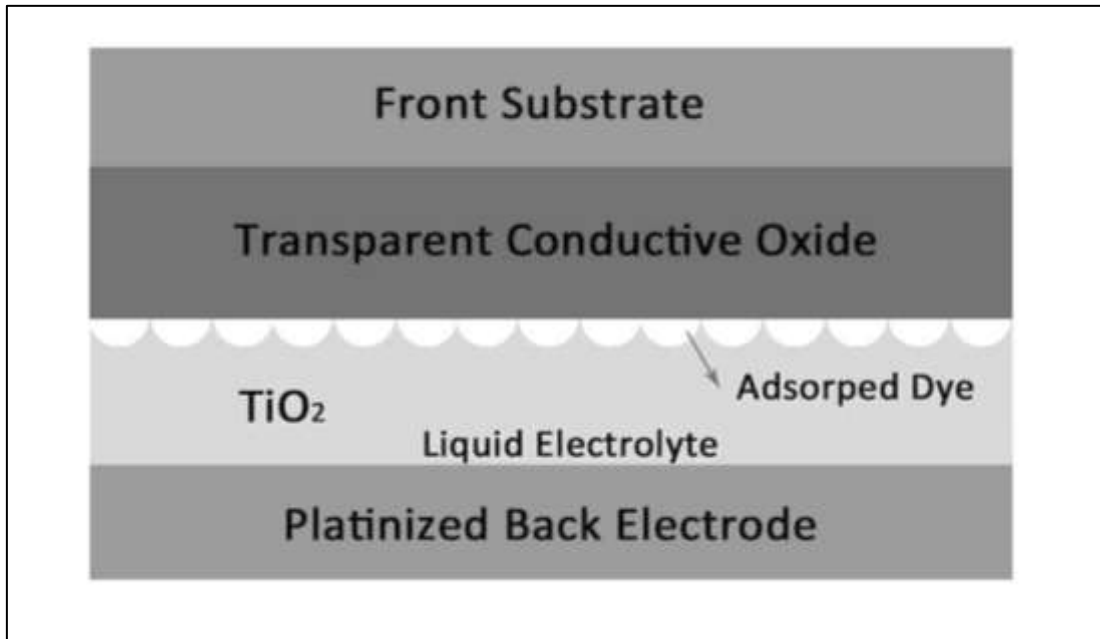 Front Substrate
Transparent Conductive Oxide
Adsorped Dye
TiO₂
Liquid Electrolyte
Platinized Back Electrode